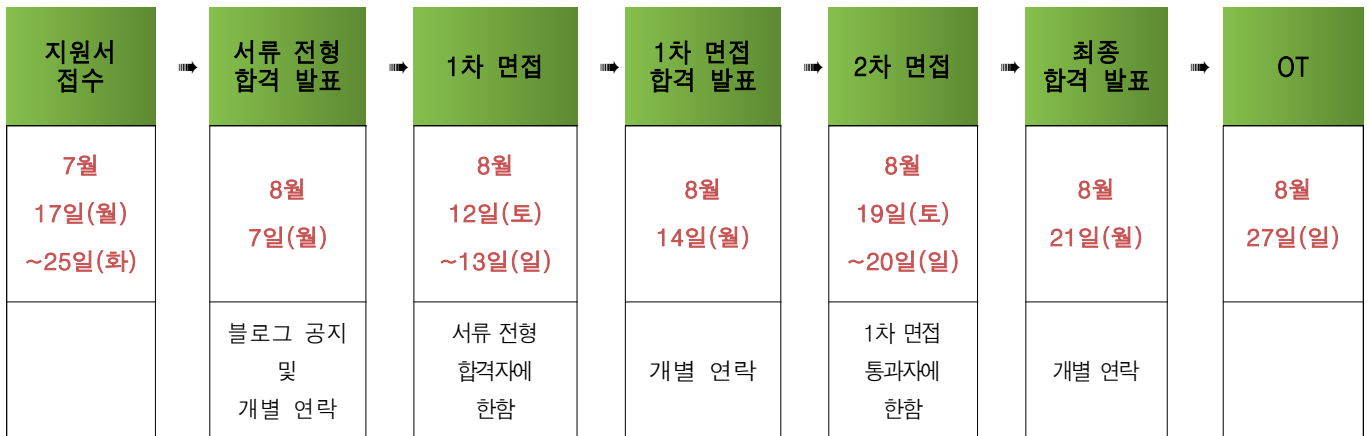 지원서
접수
➠
서류 전형
합격 발표
➠
1차 면접
➠
1차 면접
합격 발표
➠
2차 면접
➠
최종
합격 발표
➠
OT
7월
17일(월)
~25일(화)
8월
7일(월)
8월
12일(토)
~13일(일)
8월
14일(월)
8월
19일(토)
~20일(일)
8월
21일(월)
8월
27일(일)
블로그 공지
및
개별 연락
서류 전형
합격자에
한함
개별 연락
1차 면접
통과자에
한함
개별 연락